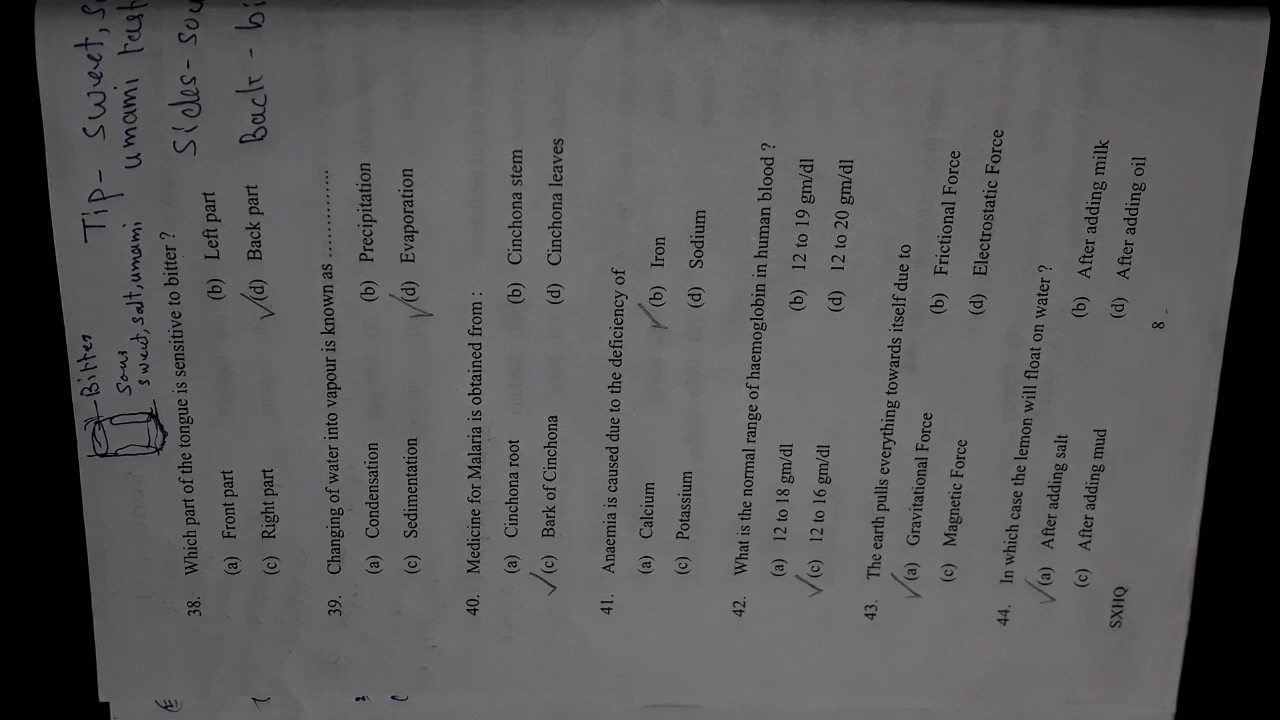 Bitter
Sour
sweet, salt, umami
TIP- sweet,
umami
Sides-
Back -
38. Which part of the tongue is sensitive to bitter ?
(a) Front part (b) Left part
(c) Right part (d) Back part
39. Changing of water into vapour is known as ..............
(a) Condensation (b) Precipitation
(c) Sedimentation (d) Evaporation
40. Medicine for Malaria is obtained from :
(a) Cinchona root (b) Cinchona stem
(c) Bark of Cinchona (d) Cinchona leaves
41. Anaemia is caused due to the deficiency of
(a) Calcium (b) Iron
(c) Potassium (d) Sodium
42. What is the normal range of haemoglobin in human blood ?
(a) 12 to 18 gm/dl (b) 12 to 19 gm/dl
(c) 12 to 16 gm/dl (d) 12 to 20 gm/dl
43. The earth pulls everything towards itself due to
(a) Gravitational Force (b) Frictional Force
(c) Magnetic Force (d) Electrostatic Force
44. In which case the lemon will float on water ?
(a) After adding salt (b) After adding milk
(c) After adding mud (d) After adding oil
SXHQ 8